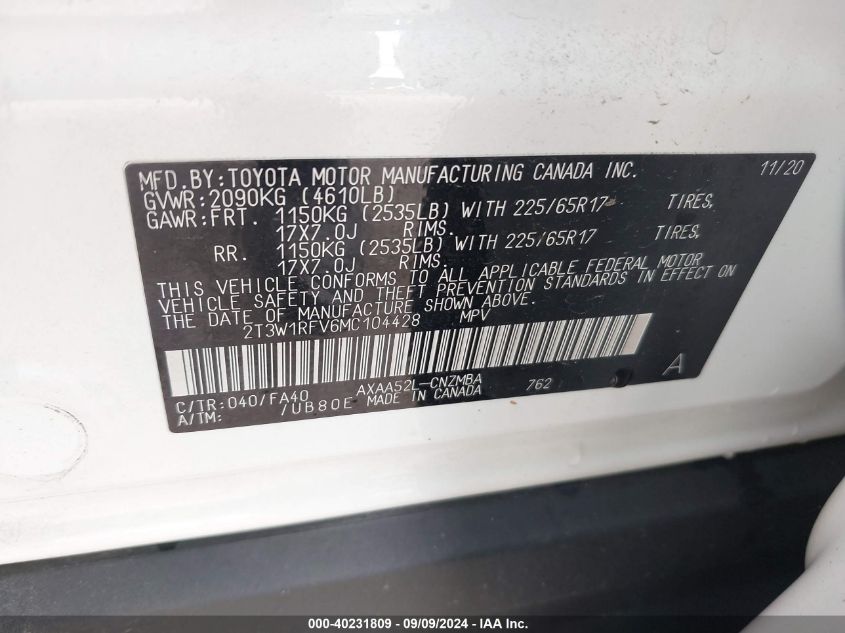 MFD.BY:TOYOTA MOTOR MANUFACTURING CANADA INC. 11/20
GVWR:2090KG (4610LB)
GAWR:FRT. 1150KG (2535LB) WITH 225/65R17 TIRES,
17X7.0J RIMS.
RR. 1150KG (2535LB) WITH 225/65R17 TIRES,
17X7.0J RIMS.
THIS VEHICLE CONFORMS TO ALL APPLICABLE FEDERAL MOTOR
VEHICLE SAFETY AND THEFT PREVENTION STANDARDS IN EFFECT ON
THE DATE OF MANUFACTURE SHOWN ABOVE.
2T3W1RFV6MC104428 MPV
A
C/TR:040/FA40 AXAA52L-CNZMBA 762
A/TM: /UB80E MADE IN CANADA
000-40231809 - 09/09/2024 - IAA Inc.